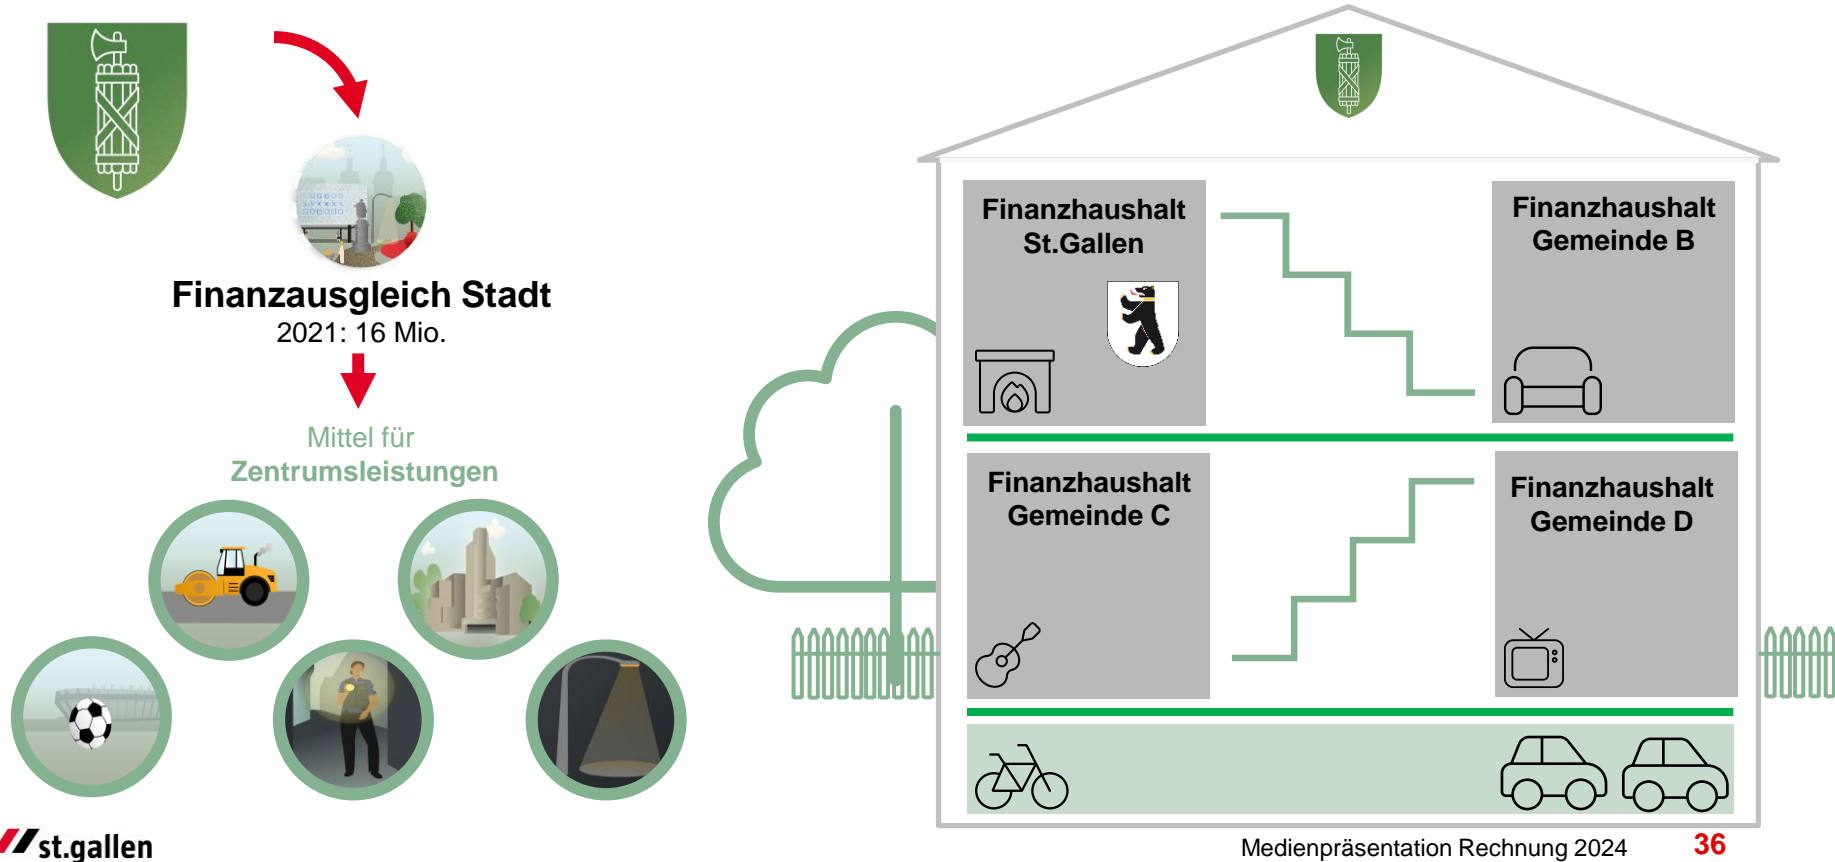 Finanzausgleich Stadt
2021: 16 Mio.
Mittel für
Zentrumsleistungen
Finanzhaushalt
St.Gallen
Finanzhaushalt
Gemeinde B
Finanzhaushalt
Gemeinde C
Finanzhaushalt
Gemeinde D
st.gallen
Medienpräsentation Rechnung 2024
36